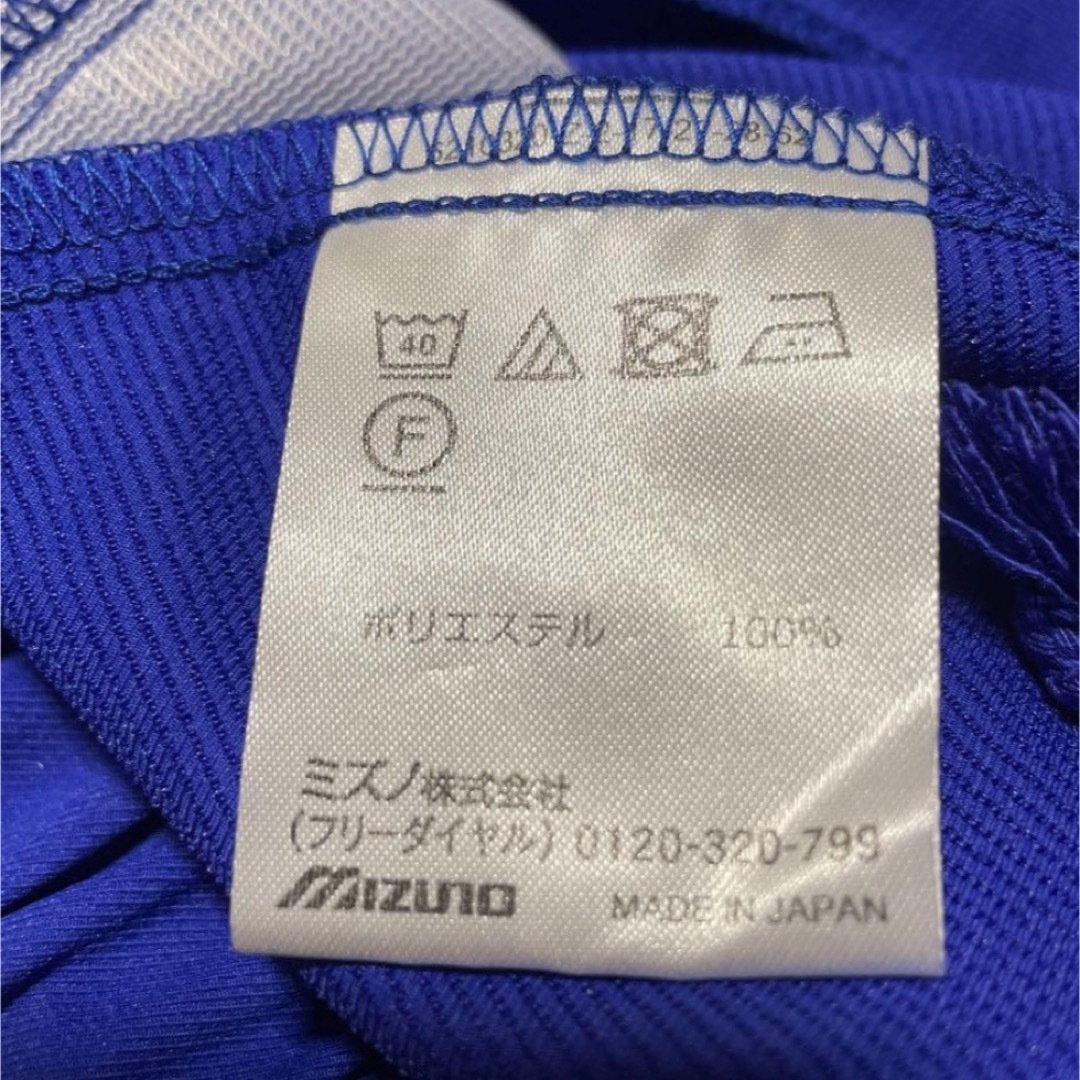 40
F
ポリエステル 100%
ミズノ株式会社
(フリーダイヤル) 0120-320-799
MIZUNO
MADE IN JAPAN